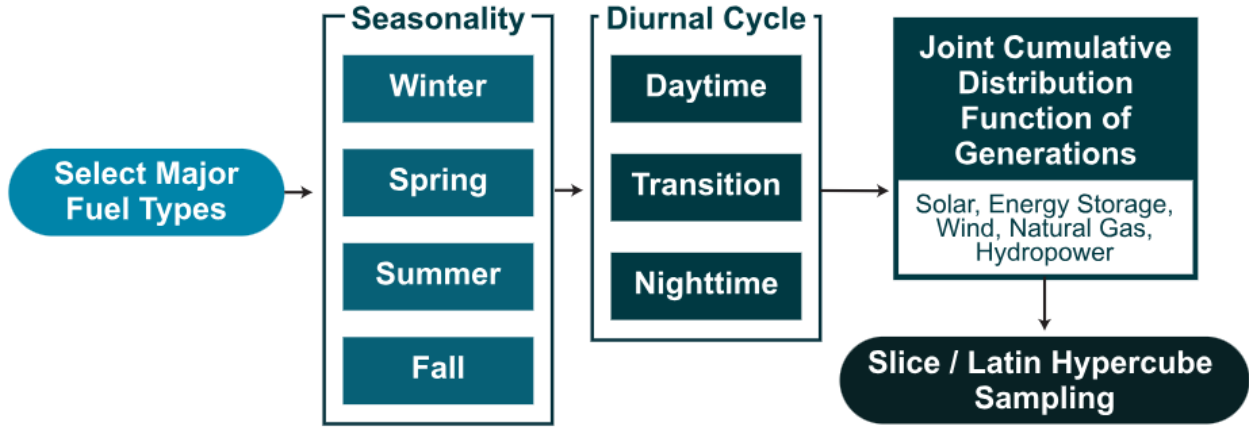 Select Major
Fuel Types
Seasonality
Winter
Spring
Summer
Fall
Diurnal Cycle
Daytime
Transition
Nighttime
Joint Cumulative
Distribution
Function of
Generations
Solar, Energy Storage,
Wind, Natural Gas,
Hydropower
Slice / Latin Hypercube
Sampling